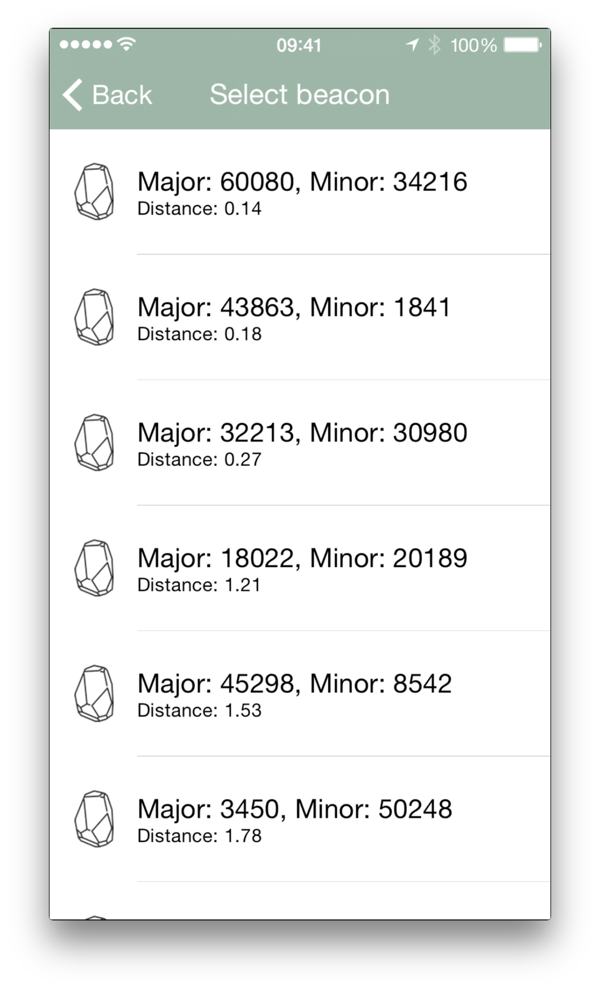 09:41 100%
Back Select beacon
Major: 60080, Minor: 34216
Distance: 0.14
Major: 43863, Minor: 1841
Distance: 0.18
Major: 32213, Minor: 30980
Distance: 0.27
Major: 18022, Minor: 20189
Distance: 1.21
Major: 45298, Minor: 8542
Distance: 1.53
Major: 3450, Minor: 50248
Distance: 1.78